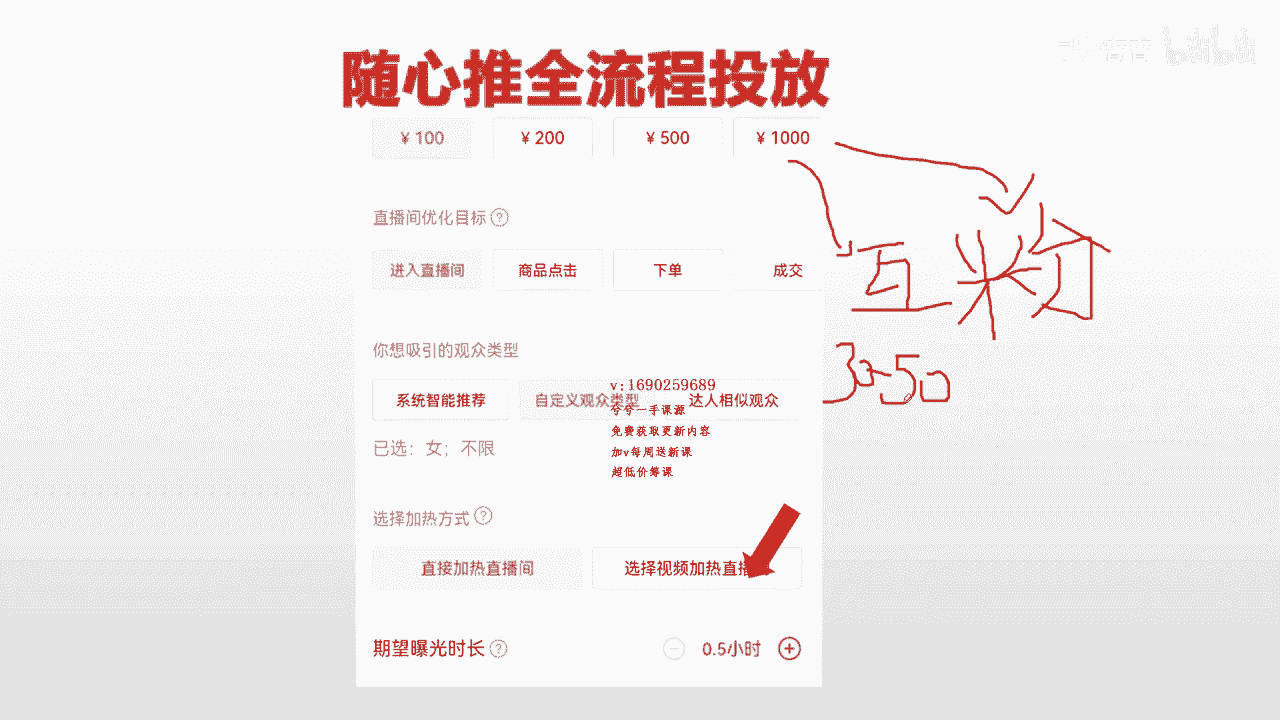 随心推全流程投放
¥ 100 ¥ 200 ¥ 500 ¥ 1000
直播间优化目标 ?
进入直播间 商品点击 下单 成交
互粉
你想吸引的观众类型
30-50
系统智能推荐 自定义观众类型 达人相似观众
v:1690259689
兮兮一手课源
免费获取更新内容
加v每周送新课
超低价筹课
已选：女；不限
选择加热方式 ?
直接加热直播间 选择视频加热直播
期望曝光时长 ? − 0.5小时 +
bilibili